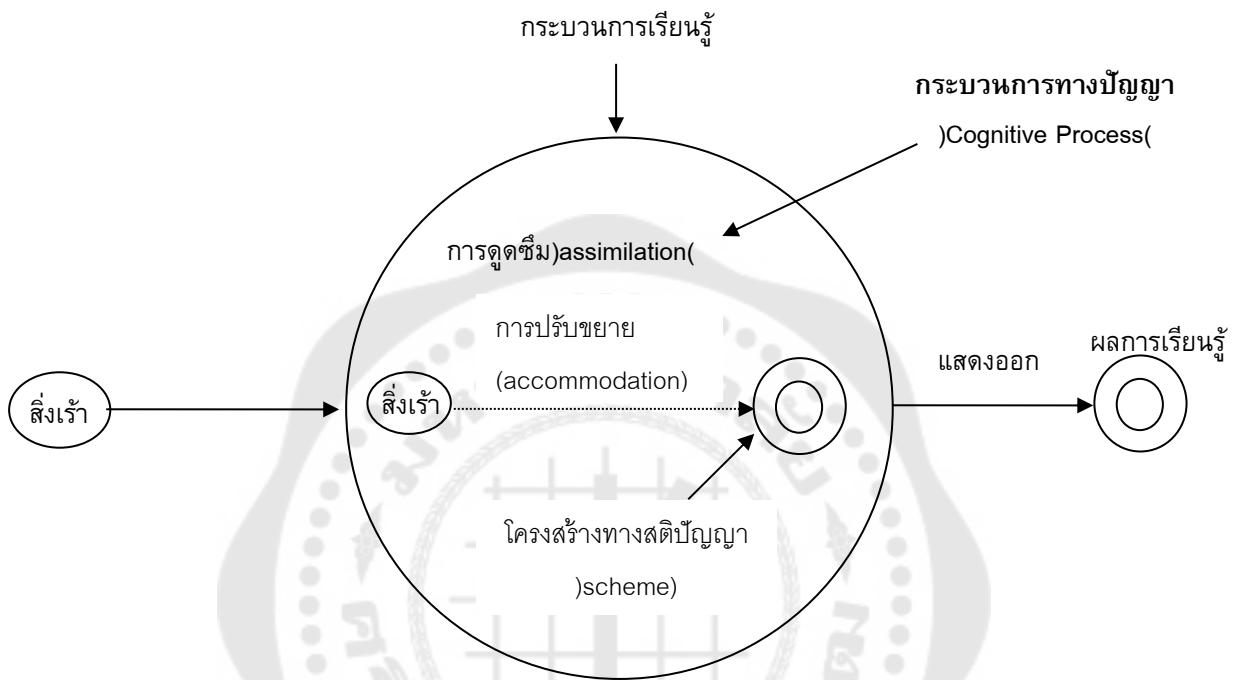 กระบวนการเรียนรู้
กระบวนการทางปัญญา
)Cognitive Process(
การดูดซึม)assimilation(
การปรับขยาย
(accommodation)
สิ่งเร้า
สิ่งเร้า
แสดงออก
ผลการเรียนรู้
โครงสร้างทางสติปัญญา
)scheme)